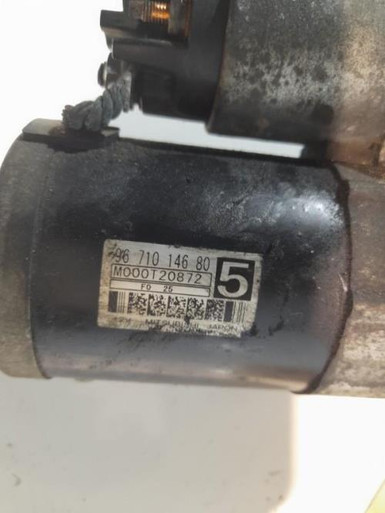 96 710 146 80
M000T20872
5
F0 25
MITSUBISHI JAPAN